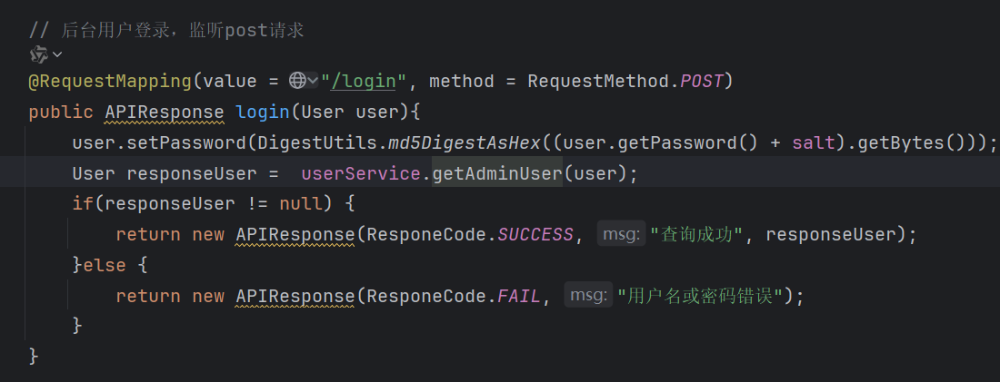 // 后台用户登录，监听post请求
@RequestMapping(value = "/login", method = RequestMethod.POST)
public APIResponse login(User user){
user.setPassword(DigestUtils.md5DigestAsHex((user.getPassword() + salt).getBytes()));
User responseUser =  userService.getAdminUser(user);
if(responseUser != null) {
return new APIResponse(ResponeCode.SUCCESS, msg: "查询成功", responseUser);
}else {
return new APIResponse(ResponeCode.FAIL, msg: "用户名或密码错误");
}
}